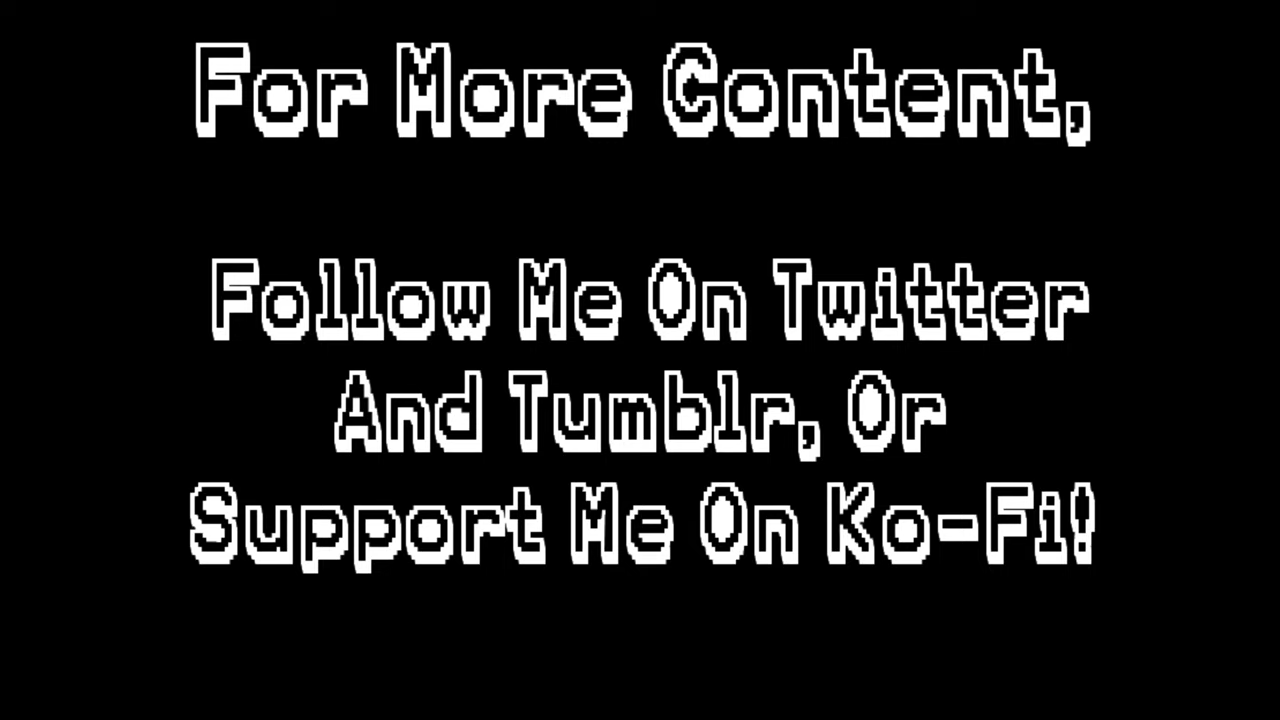 For More Content,
Follow Me On Twitter
And Tumblr, Or
Support Me On Ko-Fi!